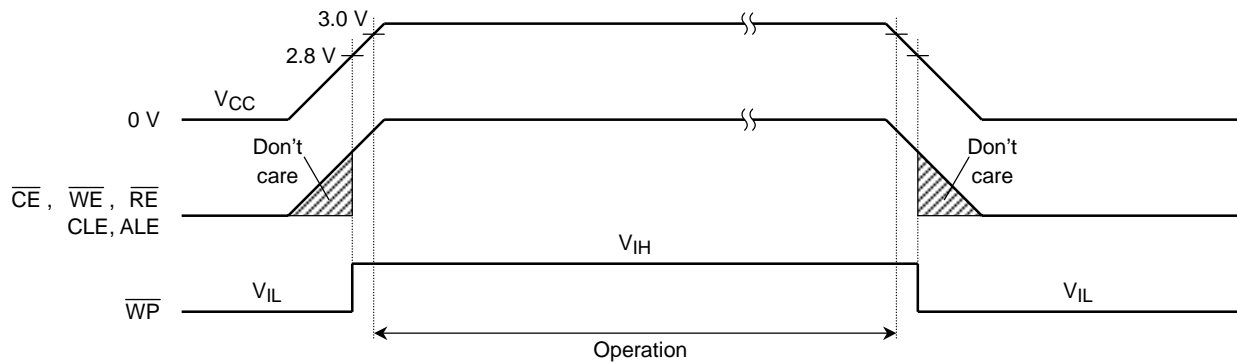 3.0 V
2.8 V
VCC
0 V
Don't
care
Don't
care
CE , WE , RE
CLE, ALE
VIH
VIL
VIL
WP
Operation